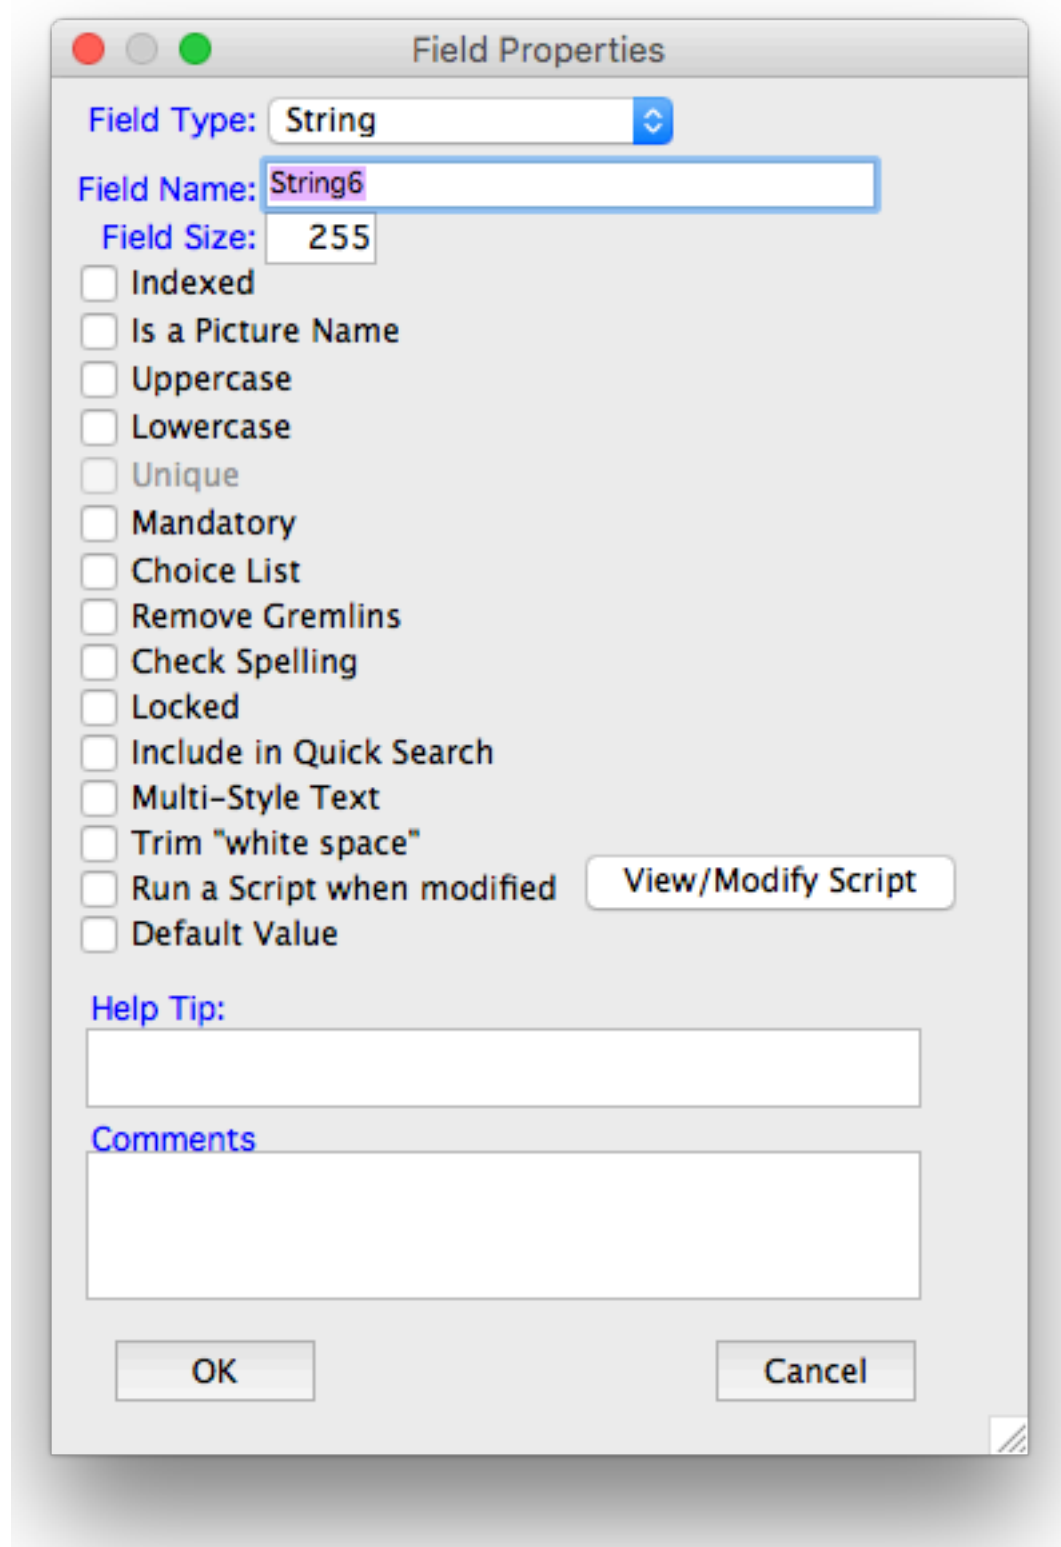 Field Properties
Field Type: String
Field Name: String6
Field Size: 255
Indexed
Is a Picture Name
Uppercase
Lowercase
Unique
Mandatory
Choice List
Remove Gremlins
Check Spelling
Locked
Include in Quick Search
Multi-Style Text
Trim "white space"
Run a Script when modified View/Modify Script
Default Value
Help Tip:
Comments
OK Cancel